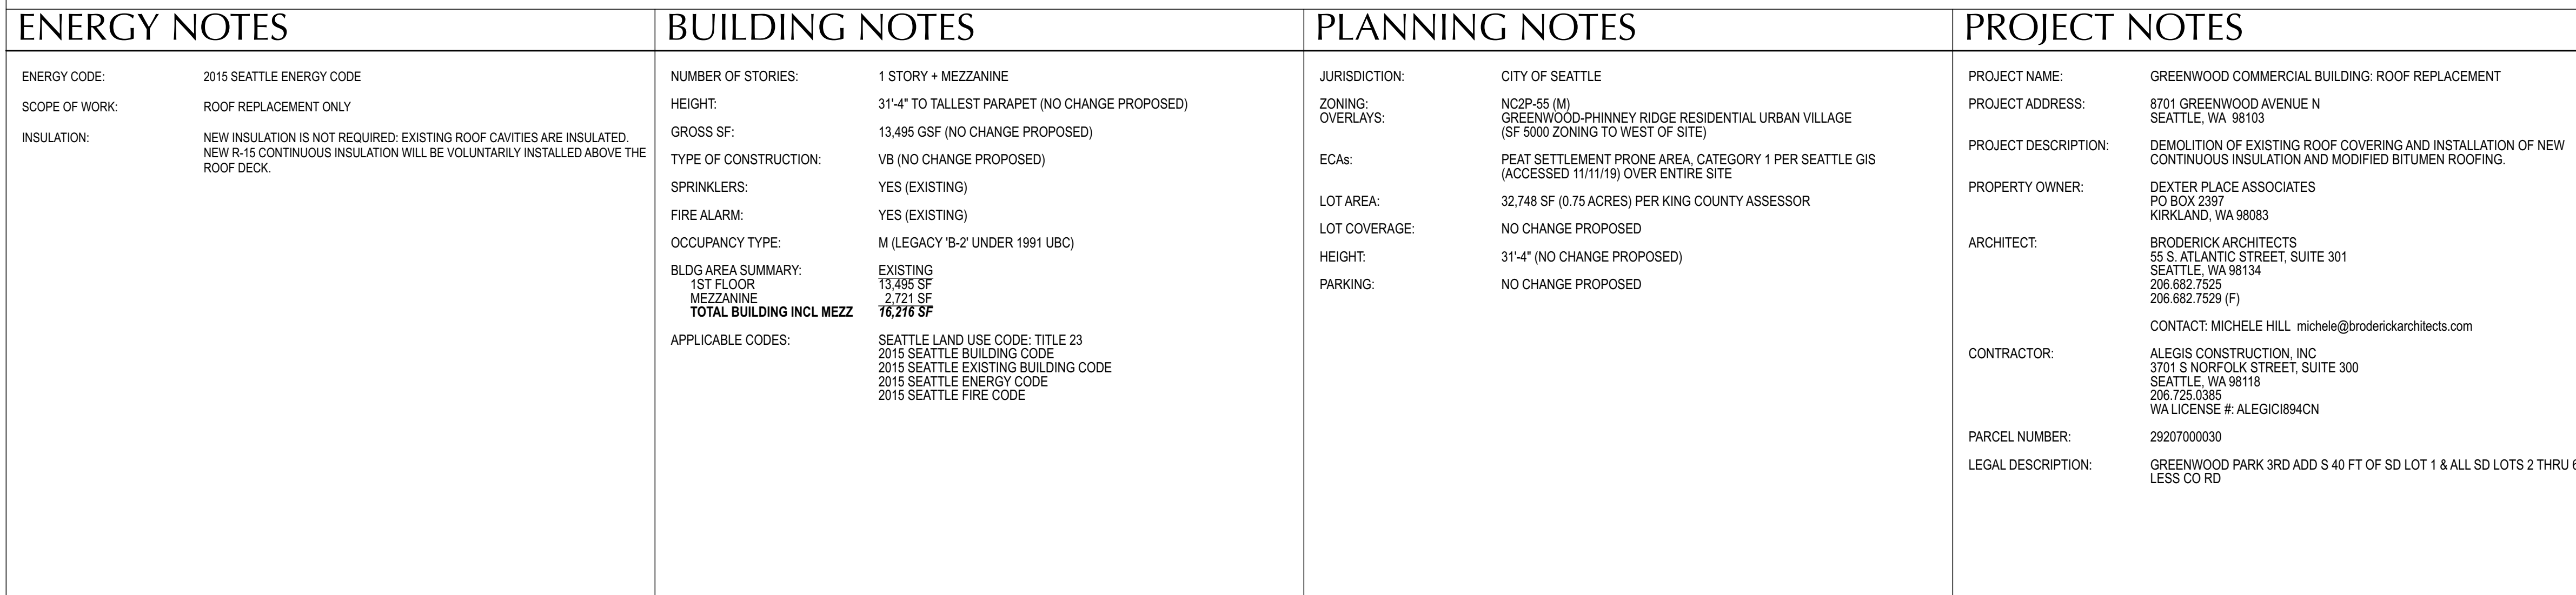 ENERGY NOTES
ENERGY CODE: 2015 SEATTLE ENERGY CODE
SCOPE OF WORK: ROOF REPLACEMENT ONLY
INSULATION: NEW INSULATION IS NOT REQUIRED: EXISTING ROOF CAVITIES ARE INSULATED.
NEW R-15 CONTINUOUS INSULATION WILL BE VOLUNTARILY INSTALLED ABOVE THE
ROOF DECK.
BUILDING NOTES
NUMBER OF STORIES: 1 STORY + MEZZANINE
HEIGHT: 31'-4" TO TALLEST PARAPET (NO CHANGE PROPOSED)
GROSS SF: 13,495 GSF (NO CHANGE PROPOSED)
TYPE OF CONSTRUCTION: VB (NO CHANGE PROPOSED)
SPRINKLERS: YES (EXISTING)
FIRE ALARM: YES (EXISTING)
OCCUPANCY TYPE: M (LEGACY 'B-2' UNDER 1991 UBC)
BLDG AREA SUMMARY: EXISTING
1ST FLOOR 13,495 SF
MEZZANINE 2,721 SF
TOTAL BUILDING INCL MEZZ 16,216 SF
APPLICABLE CODES: SEATTLE LAND USE CODE: TITLE 23
2015 SEATTLE BUILDING CODE
2015 SEATTLE EXISTING BUILDING CODE
2015 SEATTLE ENERGY CODE
2015 SEATTLE FIRE CODE
PLANNING NOTES
JURISDICTION: CITY OF SEATTLE
ZONING: NC2P-55 (M)
OVERLAYS: GREENWOOD-PHINNEY RIDGE RESIDENTIAL URBAN VILLAGE
(SF 5000 ZONING TO WEST OF SITE)
ECAs: PEAT SETTLEMENT PRONE AREA, CATEGORY 1 PER SEATTLE GIS
(ACCESSED 11/11/19) OVER ENTIRE SITE
LOT AREA: 32,748 SF (0.75 ACRES) PER KING COUNTY ASSESSOR
LOT COVERAGE: NO CHANGE PROPOSED
HEIGHT: 31'-4" (NO CHANGE PROPOSED)
PARKING: NO CHANGE PROPOSED
PROJECT NOTES
PROJECT NAME: GREENWOOD COMMERCIAL BUILDING: ROOF REPLACEMENT
PROJECT ADDRESS: 8701 GREENWOOD AVENUE N
SEATTLE, WA 98103
PROJECT DESCRIPTION: DEMOLITION OF EXISTING ROOF COVERING AND INSTALLATION OF NEW
CONTINUOUS INSULATION AND MODIFIED BITUMEN ROOFING.
PROPERTY OWNER: DEXTER PLACE ASSOCIATES
PO BOX 2397
KIRKLAND, WA 98083
ARCHITECT: BRODERICK ARCHITECTS
55 S. ATLANTIC STREET, SUITE 301
SEATTLE, WA 98134
206.682.7525
206.682.7529 (F)
CONTACT: MICHELE HILL michele@broderickarchitects.com
CONTRACTOR: ALEGIS CONSTRUCTION, INC
3701 S NORFOLK STREET, SUITE 300
SEATTLE, WA 98118
206.725.0385
WA LICENSE #: ALEGICI894CN
PARCEL NUMBER: 29207000030
LEGAL DESCRIPTION: GREENWOOD PARK 3RD ADD S 40 FT OF SD LOT 1 & ALL SD LOTS 2 THRU
LESS CO RD